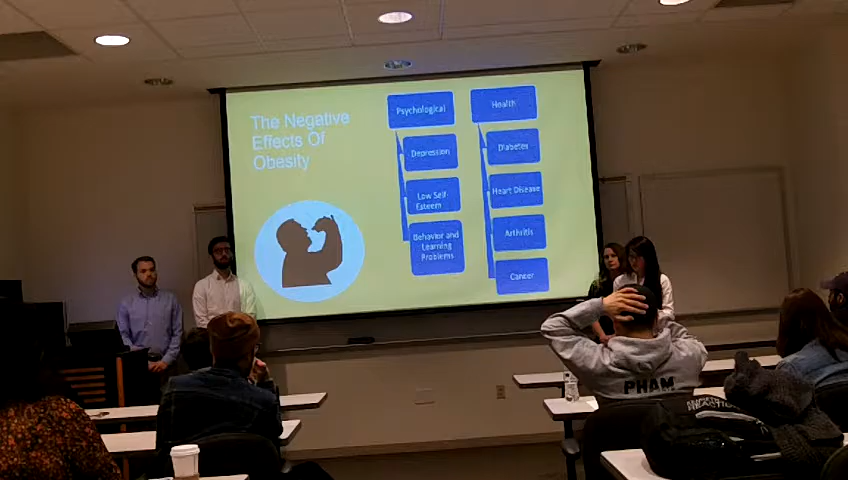 The Negative
Effects Of
Obesity
Psychological
Depression
Low Self
Esteem
Behavior and
Learning
Problems
Health
Diabetes
Heart Disease
Arthritis
Cancer
PHAM